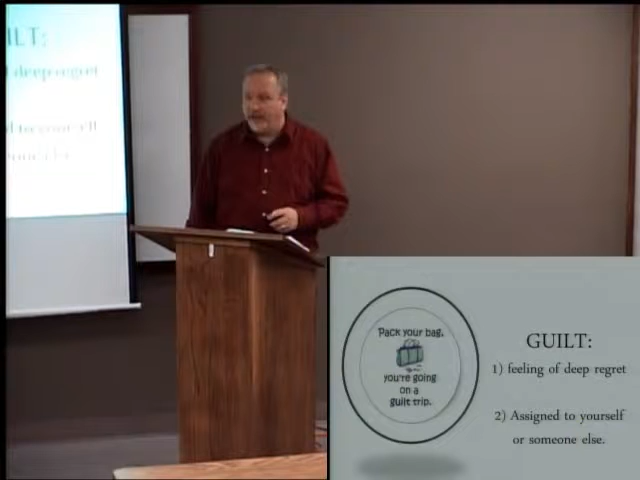 ILT:
deep regret
Pack your bag,
you're going
on a
guilt trip.
GUILT:
1) feeling of deep regret
2) Assigned to yourself
or someone else.